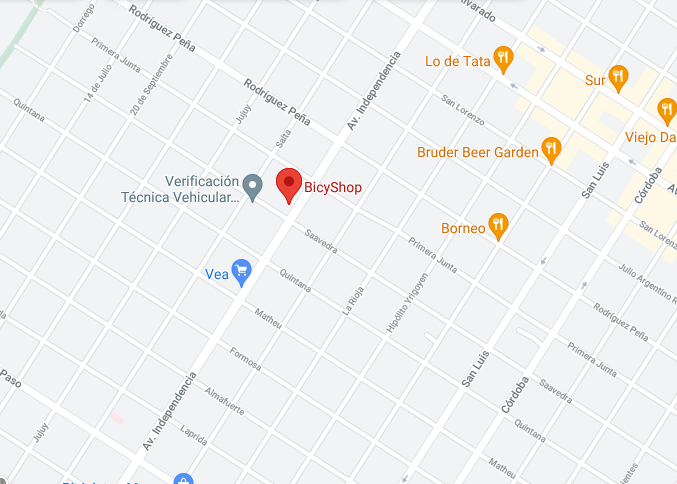 Dorrego
Rodríguez Peña
Primera Junta
14 de Julio
20 de Septiembre
Quintana
Jujuy
Rodríguez Peña
Salta
Av. Independencia
Lo de Tata
Sur
Viejo Da
San Lorenzo
Bruder Beer Garden
San Luis
Córdoba
Verificación
Técnica Vehicular...
BicyShop
Borneo
San Lorenzo
Saavedra
Primera Junta
Julio Argentino R
Vea
Quintana
La Rioja
Hipólito Yrigoyen
Rodríguez Peña
Matheu
Formosa
San Luis
Primera Junta
Paso
Av. Independencia
Almafuerte
Córdoba
Saavedra
Jujuy
Laprida
Quintana
Matheu